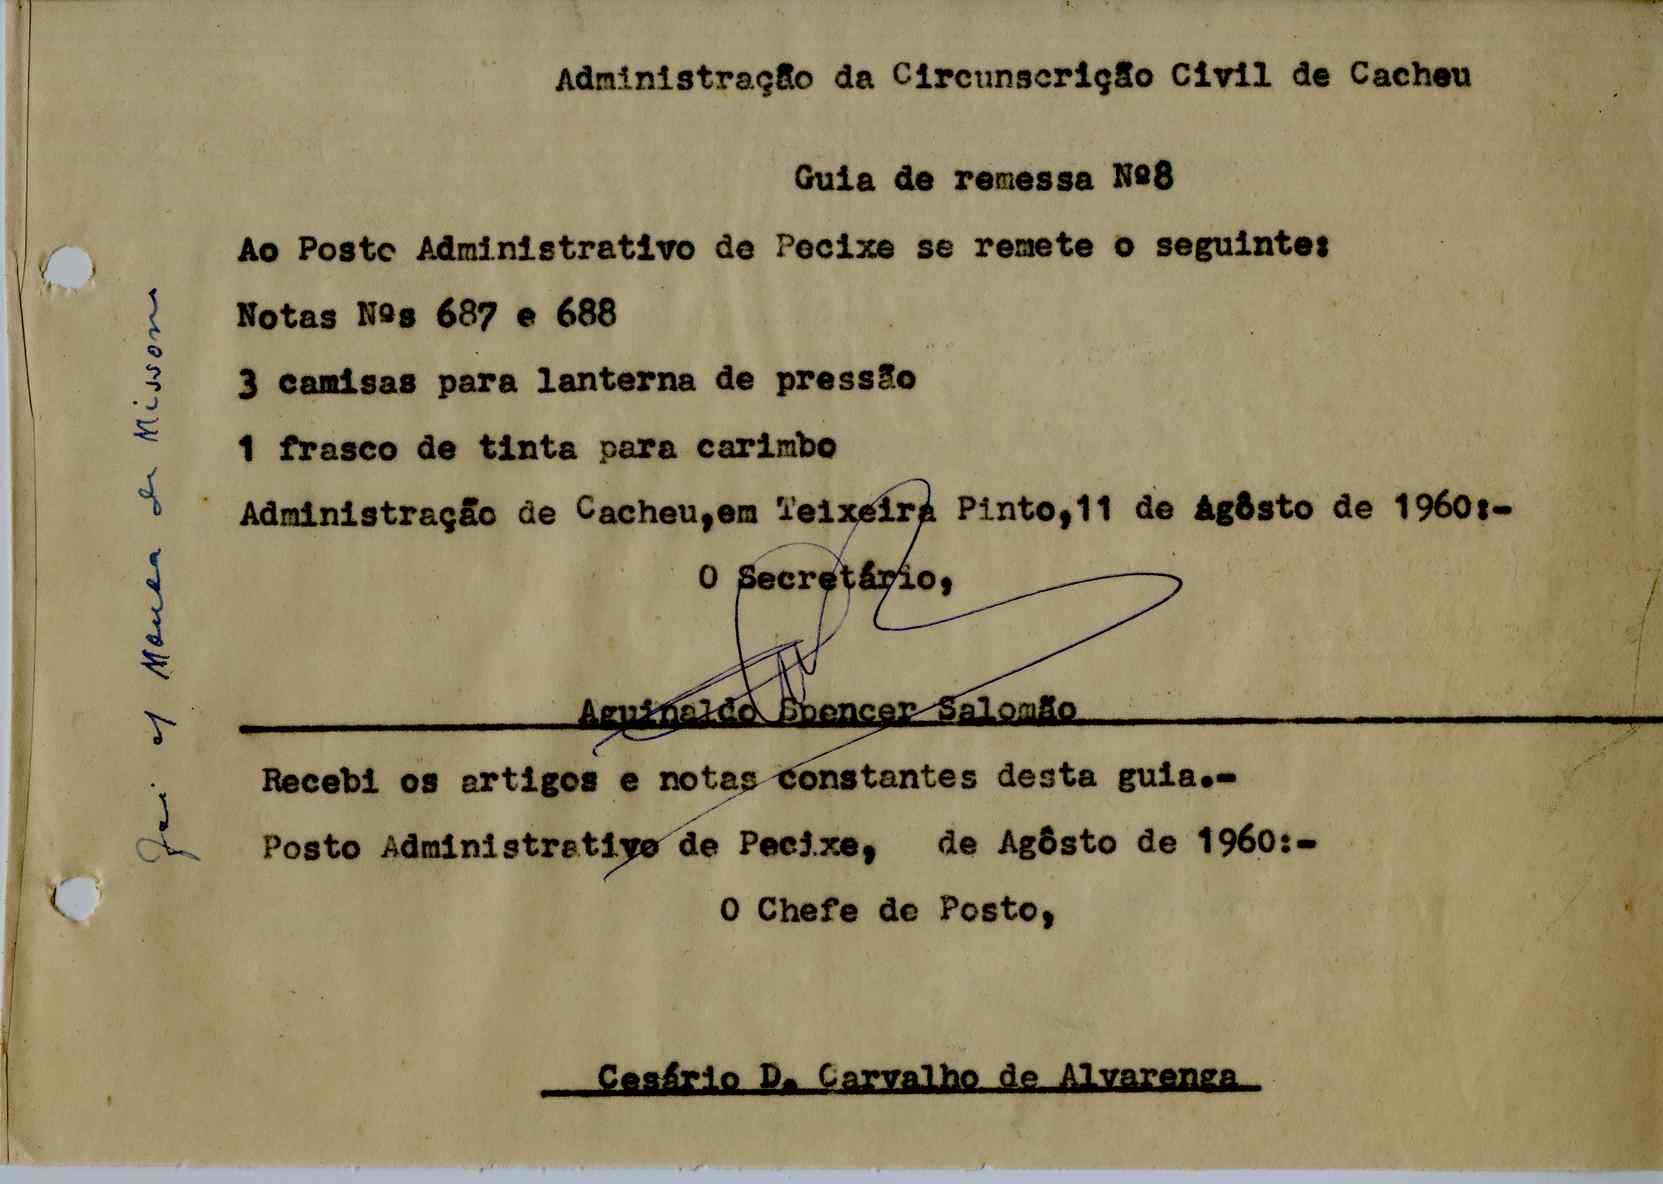 Administração da Circunscrição Civil de Cacheu
Guia de remessa Nº8
Ao Posto Administrativo de Pecixe se remete o seguinte:
Notas Nºs 687 e 688
3 camisas para lanterna de pressão
1 frasco de tinta para carimbo
Administração de Cacheu,em Teixeira Pinto,11 de Agôsto de 1960:-
O Secretário,
Aguinaldo Spencer Salomão
Recebi os artigos e notas constantes desta guia.-
Posto Administrativo de Pecixe, de Agôsto de 1960:-
O Chefe de Posto,
Cesário D. Carvalho de Alvarenga